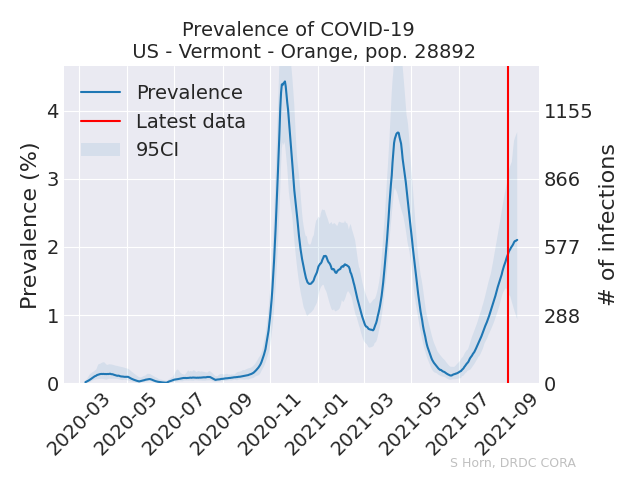 Prevalence of COVID-19
US - Vermont - Orange, pop. 28892
Prevalence
Latest data
95CI
Prevalence (%)
4
3
2
1
0
1155
866
577
288
0
# of infections
2020-03
2020-05
2020-07
2020-09
2020-11
2021-01
2021-03
2021-05
2021-07
2021-09
S Horn, DRDC CORA